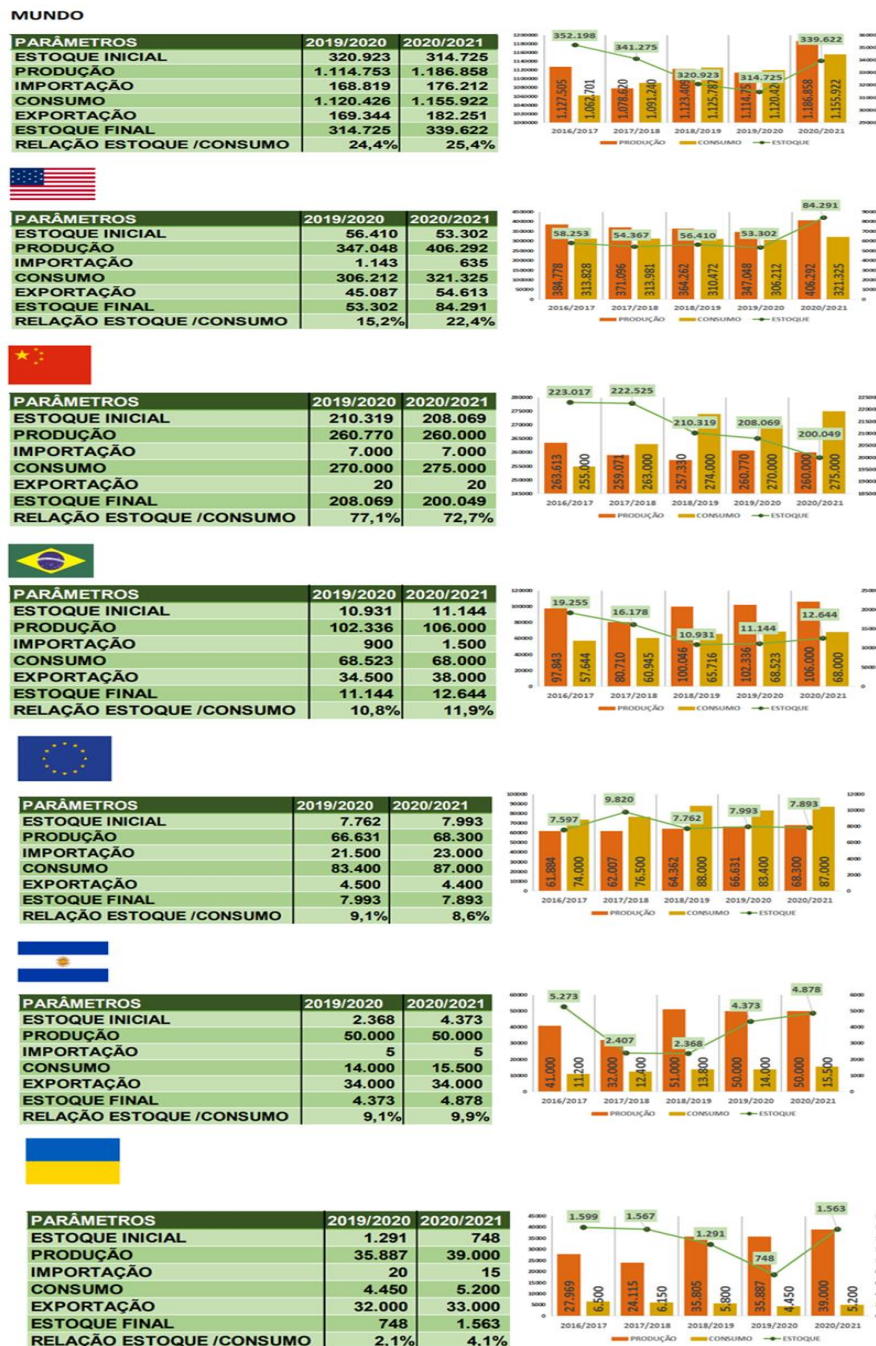 MUNDO
PARÂMETROS 2019/2020 2020/2021
ESTOQUE INICIAL 320.923 314.725
PRODUÇÃO 1.114.753 1.186.858
IMPORTAÇÃO 168.819 176.212
CONSUMO 1.120.426 1.155.922
EXPORTAÇÃO 169.344 182.251
ESTOQUE FINAL 314.725 339.622
RELAÇÃO ESTOQUE /CONSUMO 24,4% 25,4%
352.198 341.275 320.923 314.725 339.622
1.127.505 1.062.701 1.078.620 1.091.240 1.123.409 1.125.787 1.114.75 1.120.42 1.186.858 1.155.922
2016/2017 2017/2018 2018/2019 2019/2020 2020/2021
PRODUÇÃO CONSUMO ESTOQUE
PARÂMETROS 2019/2020 2020/2021
ESTOQUE INICIAL 56.410 53.302
PRODUÇÃO 347.048 406.292
IMPORTAÇÃO 1.143 635
CONSUMO 306.212 321.325
EXPORTAÇÃO 45.087 54.613
ESTOQUE FINAL 53.302 84.291
RELAÇÃO ESTOQUE /CONSUMO 15,2% 22,4%
58.253 54.367 56.410 53.302 84.291
384.778 313.828 371.096 313.981 364.262 310.472 347.048 306.212 406.292 321.325
2016/2017 2017/2018 2018/2019 2019/2020 2020/2021
PRODUÇÃO CONSUMO ESTOQUE
PARÂMETROS 2019/2020 2020/2021
ESTOQUE INICIAL 210.319 208.069
PRODUÇÃO 260.770 260.000
IMPORTAÇÃO 7.000 7.000
CONSUMO 270.000 275.000
EXPORTAÇÃO 20 20
ESTOQUE FINAL 208.069 200.049
RELAÇÃO ESTOQUE /CONSUMO 77,1% 72,7%
223.017 222.525 210.319 208.069 200.049
263.613 255.000 259.071 263.000 257.330 274.000 260.770 270.000 260.000 275.000
2016/2017 2017/2018 2018/2019 2019/2020 2020/2021
PRODUÇÃO CONSUMO ESTOQUE
PARÂMETROS 2019/2020 2020/2021
ESTOQUE INICIAL 10.931 11.144
PRODUÇÃO 102.336 106.000
IMPORTAÇÃO 900 1.500
CONSUMO 68.523 68.000
EXPORTAÇÃO 34.500 38.000
ESTOQUE FINAL 11.144 12.644
RELAÇÃO ESTOQUE /CONSUMO 10,8% 11,9%
19.255 16.178 10.931 11.144 12.644
97.843 57.644 80.710 60.945 100.046 65.716 102.336 68.523 106.000 68.000
2016/2017 2017/2018 2018/2019 2019/2020 2020/2021
PRODUÇÃO CONSUMO ESTOQUE
PARÂMETROS 2019/2020 2020/2021
ESTOQUE INICIAL 7.762 7.993
PRODUÇÃO 66.631 68.300
IMPORTAÇÃO 21.500 23.000
CONSUMO 83.400 87.000
EXPORTAÇÃO 4.500 4.400
ESTOQUE FINAL 7.993 7.893
RELAÇÃO ESTOQUE /CONSUMO 9,1% 8,6%
7.597 9.820 7.762 7.993 7.893
61.884 74.000 62.007 76.500 64.362 88.000 66.631 83.400 68.300 87.000
2016/2017 2017/2018 2018/2019 2019/2020 2020/2021
PRODUÇÃO CONSUMO ESTOQUE
PARÂMETROS 2019/2020 2020/2021
ESTOQUE INICIAL 2.368 4.373
PRODUÇÃO 50.000 50.000
IMPORTAÇÃO 5 5
CONSUMO 14.000 15.500
EXPORTAÇÃO 34.000 34.000
ESTOQUE FINAL 4.373 4.878
RELAÇÃO ESTOQUE /CONSUMO 9,1% 9,9%
5.273 2.407 2.368 4.373 4.878
41.000 11.200 32.000 12.400 51.000 13.800 50.000 14.000 50.000 15.500
2016/2017 2017/2018 2018/2019 2019/2020 2020/2021
PRODUÇÃO CONSUMO ESTOQUE
PARÂMETROS 2019/2020 2020/2021
ESTOQUE INICIAL 1.291 748
PRODUÇÃO 35.887 39.000
IMPORTAÇÃO 20 15
CONSUMO 4.450 5.200
EXPORTAÇÃO 32.000 33.000
ESTOQUE FINAL 748 1.563
RELAÇÃO ESTOQUE /CONSUMO 2,1% 4,1%
1.599 1.567 1.291 748 1.563
27.969 6.500 24.115 6.150 35.805 5.800 35.887 4.450 39.000 5.200
2016/2017 2017/2018 2018/2019 2019/2020 2020/2021
PRODUÇÃO CONSUMO ESTOQUE